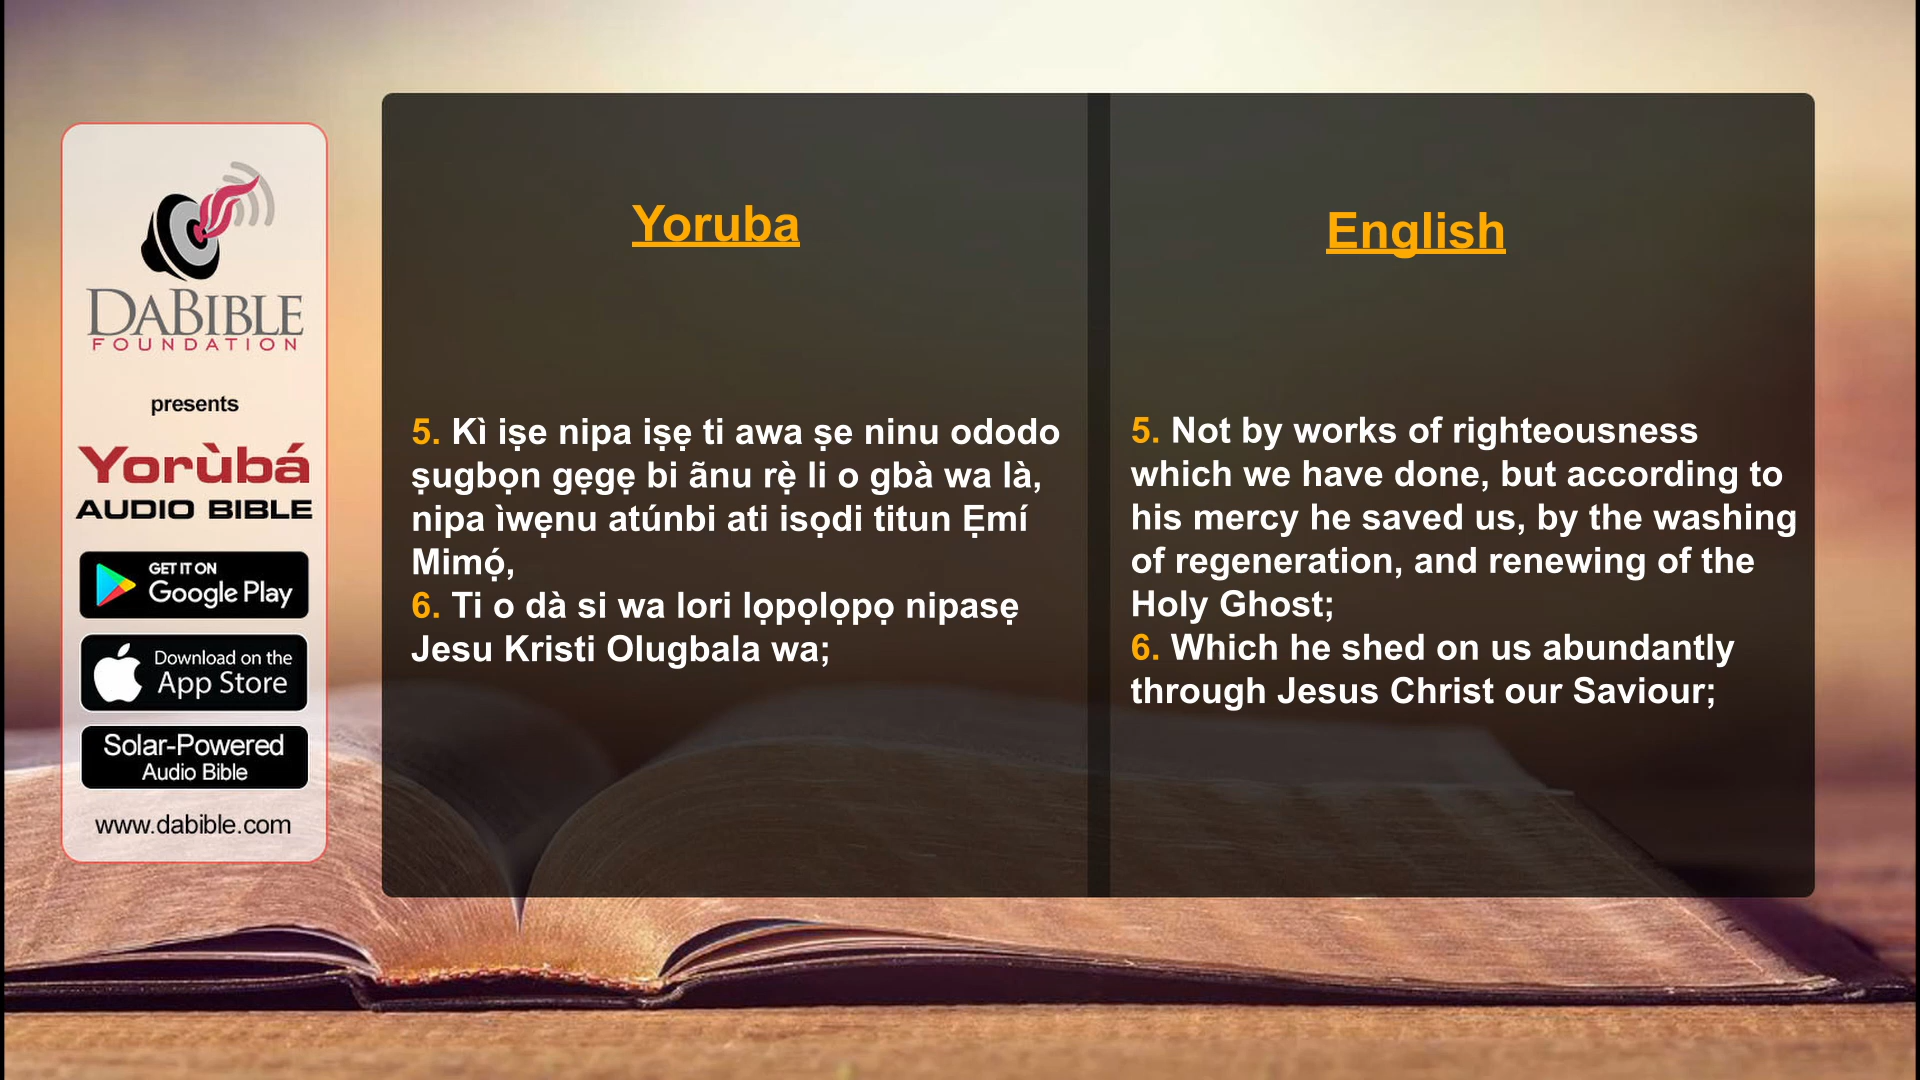 DABIBLE
FOUNDATION
presents
Yorùbá
AUDIO BIBLE
GET IT ON
Google Play
Download on the
App Store
Solar-Powered
Audio Bible
www.dabible.com
Yoruba
5. Kì iṣe nipa iṣẹ ti awa ṣe ninu ododo
ṣugbọn gẹgẹ bi ãnu rẹ̀ li o gbà wa là,
nipa ìwẹnu atúnbi ati isọdi titun Ẹmí
Mimọ́,
6. Ti o dà si wa lori lọpọlọpọ nipasẹ
Jesu Kristi Olugbala wa;
English
5. Not by works of righteousness
which we have done, but according to
his mercy he saved us, by the washing
of regeneration, and renewing of the
Holy Ghost;
6. Which he shed on us abundantly
through Jesus Christ our Saviour;